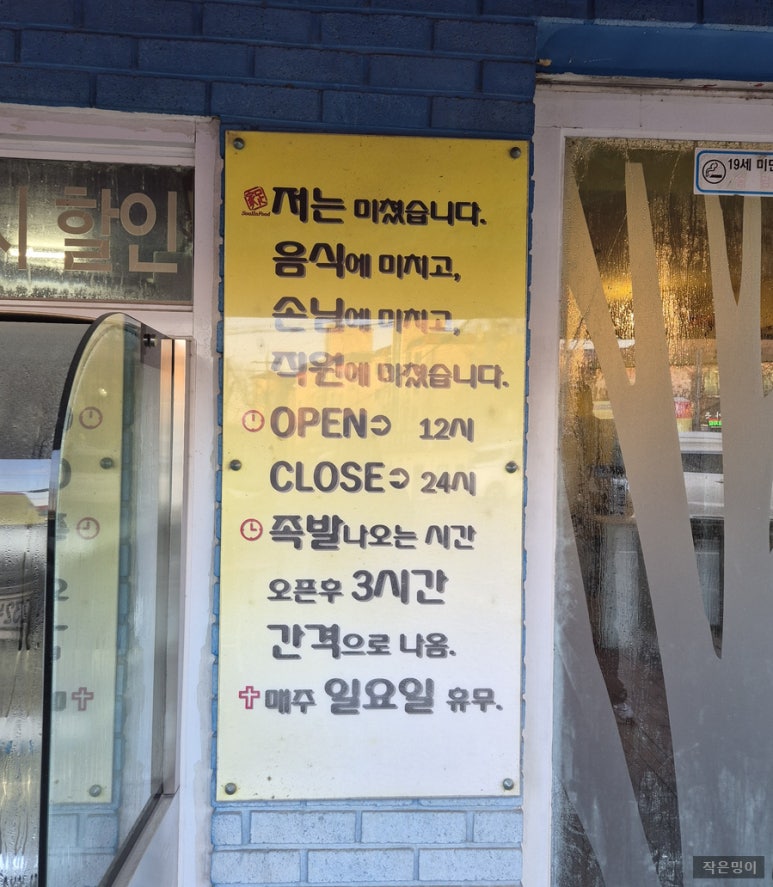 시 할인
저는 미쳤습니다.
음식에 미치고,
손님에 미치고,
직원에 미쳤습니다.
OPEN➲ 12시
CLOSE➲ 24시
족발나오는 시간
오픈후 3시간
간격으로 나옴.
매주 일요일 휴무.
19세 미만
작은밍이